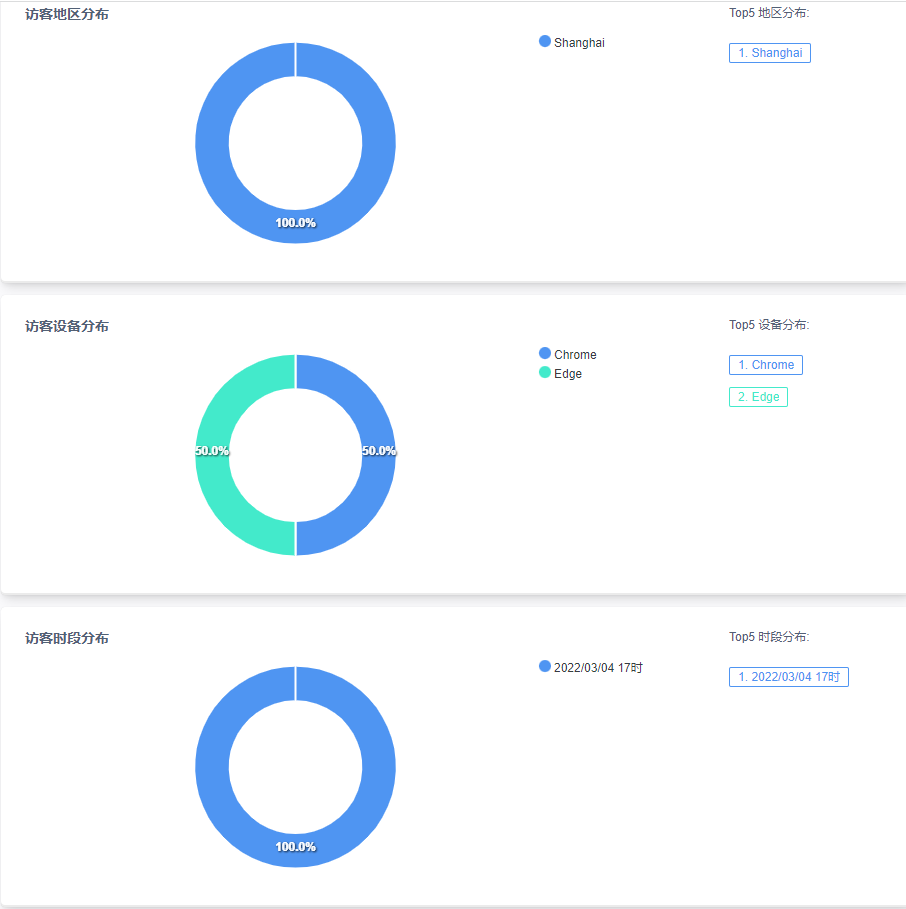 访客地区分布
Shanghai
100.0%
Top5 地区分布:
1. Shanghai
访客设备分布
Chrome
Edge
50.0%
50.0%
Top5 设备分布:
1. Chrome
2. Edge
访客时段分布
2022/03/04 17时
100.0%
Top5 时段分布:
1. 2022/03/04 17时